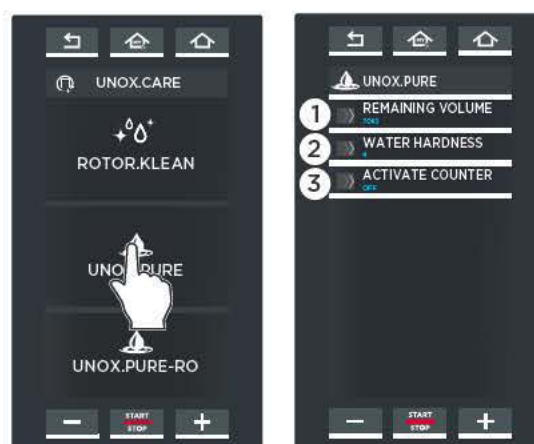 UNOX.CARE
ROTOR.KLEAN
UNOX.PURE
UNOX.PURE-RO
START
STOP
UNOX.PURE
1 REMAINING VOLUME
2 WATER HARDNESS
3 ACTIVATE COUNTER
OFF
START
STOP